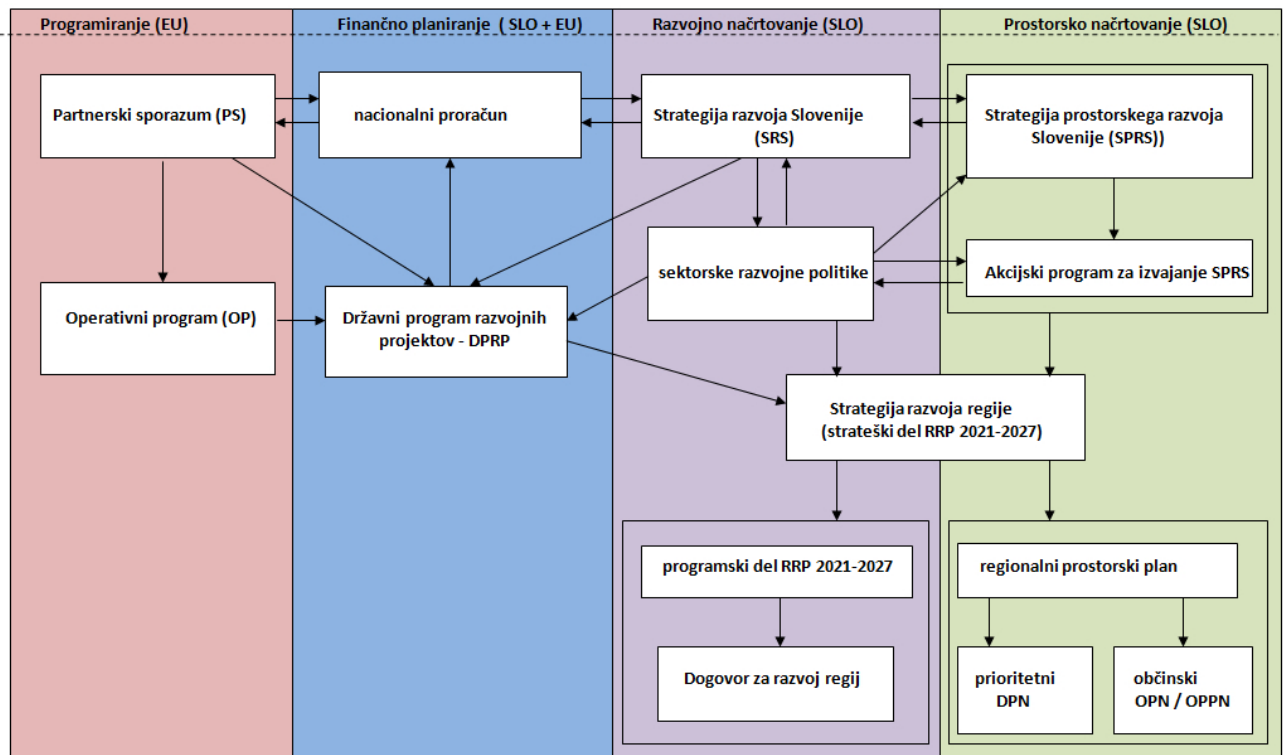 Programiranje (EU)
Finančno planiranje ( SLO + EU)
Razvojno načrtovanje (SLO)
Prostorsko načrtovanje (SLO)
Partnerski sporazum (PS)
nacionalni proračun
Strategija razvoja Slovenije
(SRS)
Strategija prostorskega razvoja
Slovenije (SPRS))
sektorske razvojne politike
Akcijski program za izvajanje SPRS
Operativni program (OP)
Državni program razvojnih
projektov - DPRP
Strategija razvoja regije
(strateški del RRP 2021-2027)
programski del RRP 2021-2027
regionalni prostorski plan
Dogovor za razvoj regij
prioritetni
DPN
občinski
OPN / OPPN